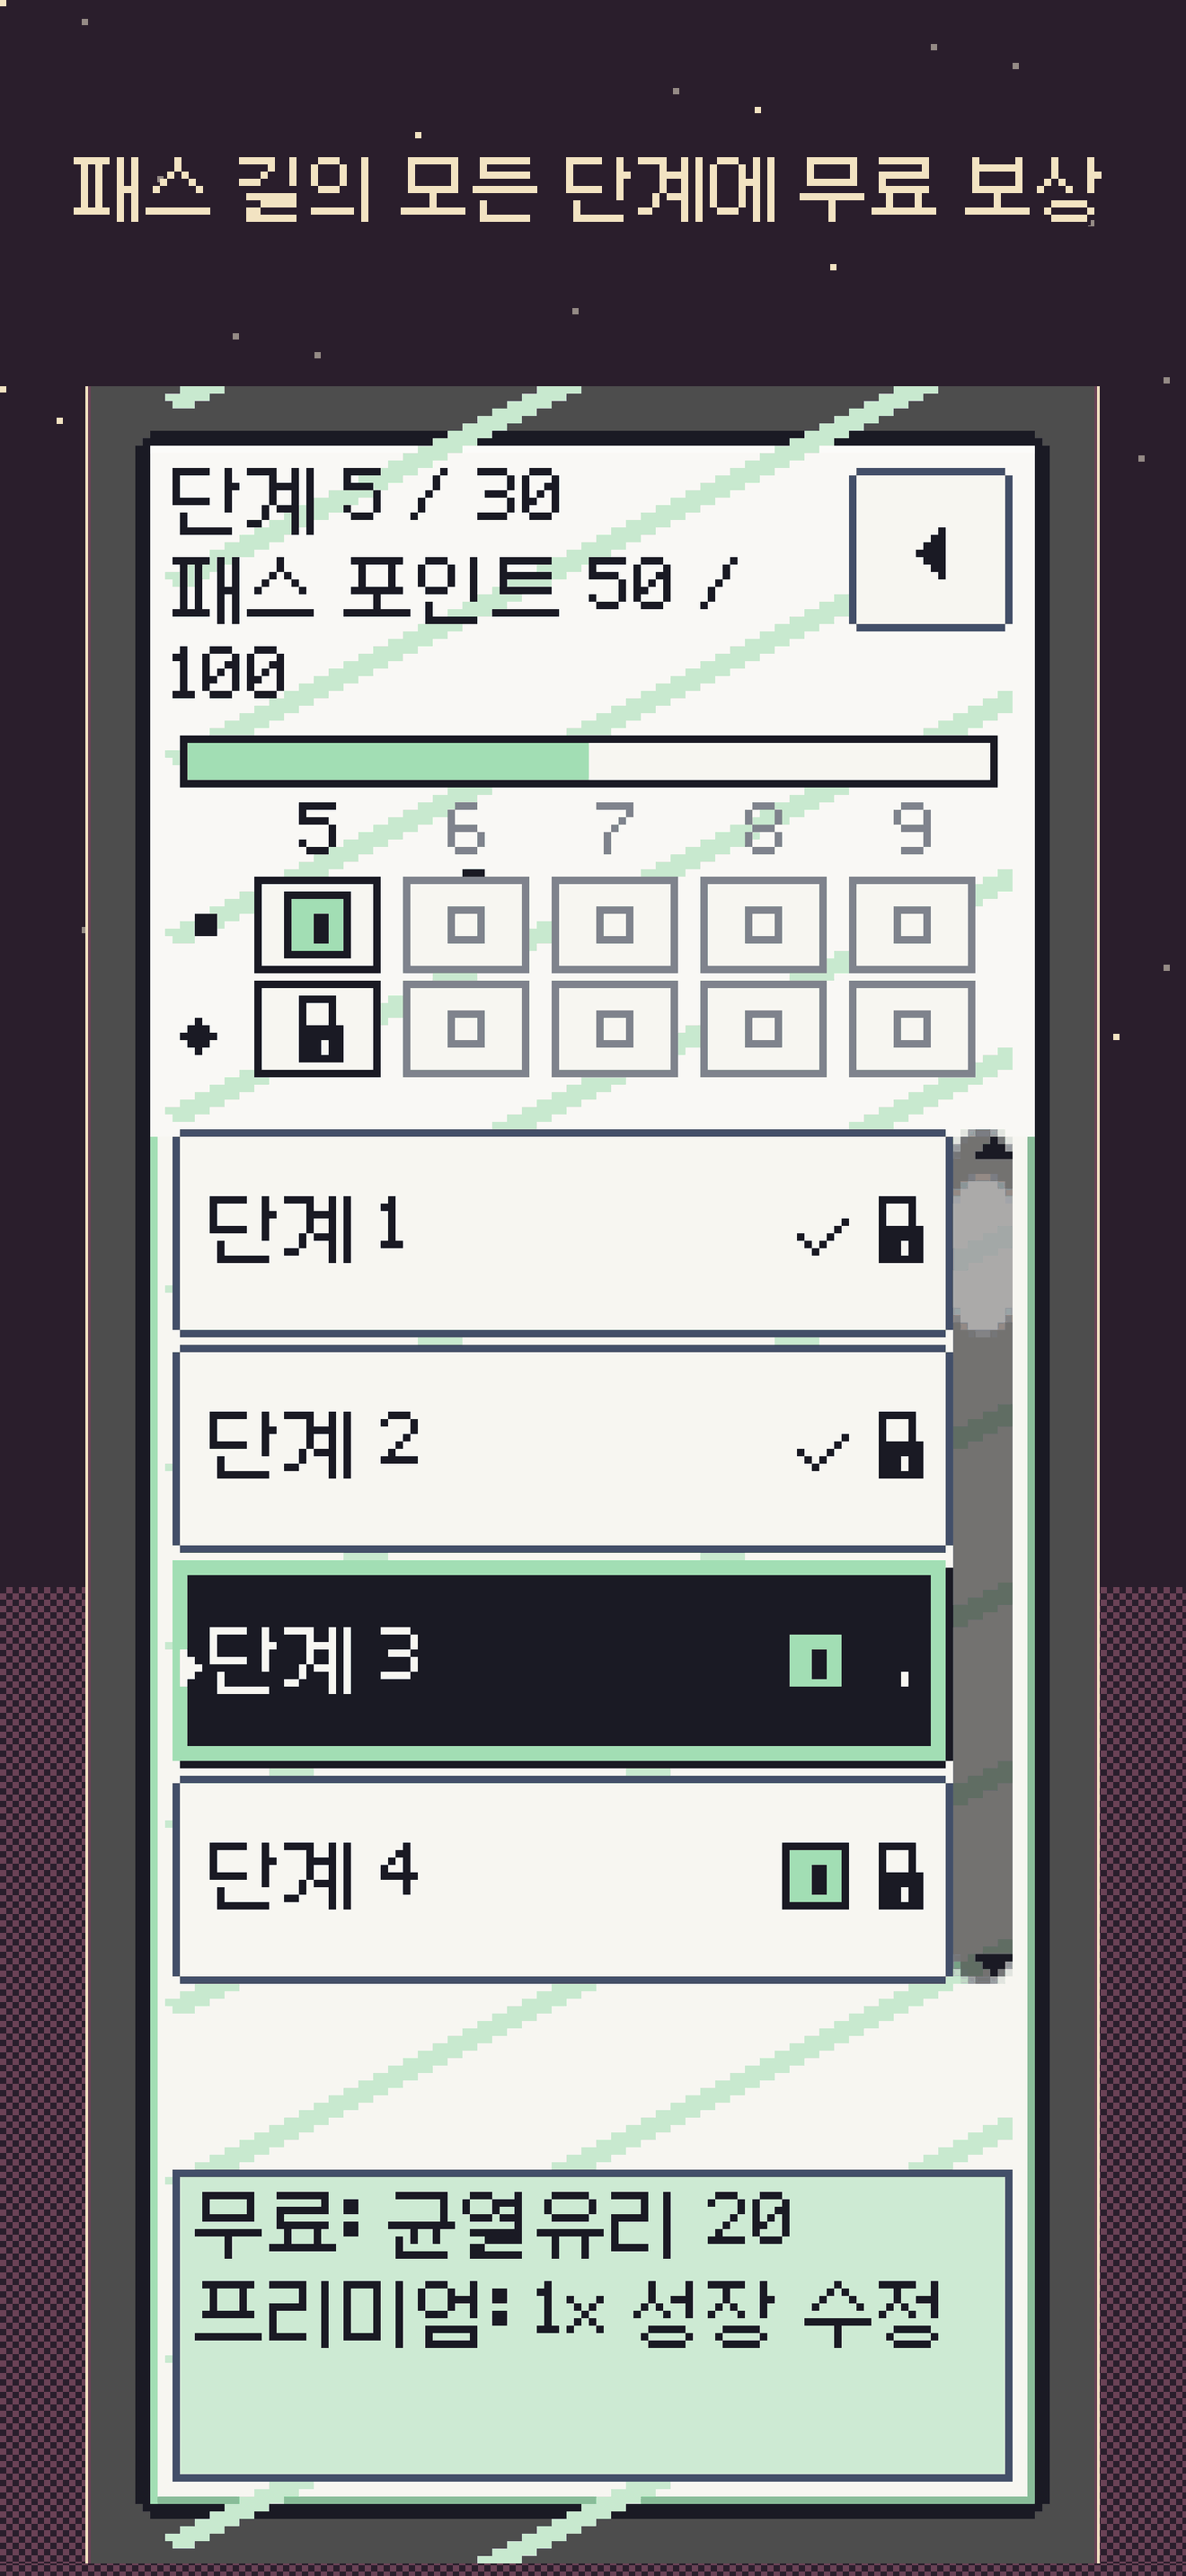 패스 길의 모든 단계에 무료 보상
단계 5 / 30
패스 포인트 50 /
100
5 6 7 8 9
단계 1
단계 2
단계 3
단계 4
무료: 균열유리 20
프리미엄: 1x 성장 수정